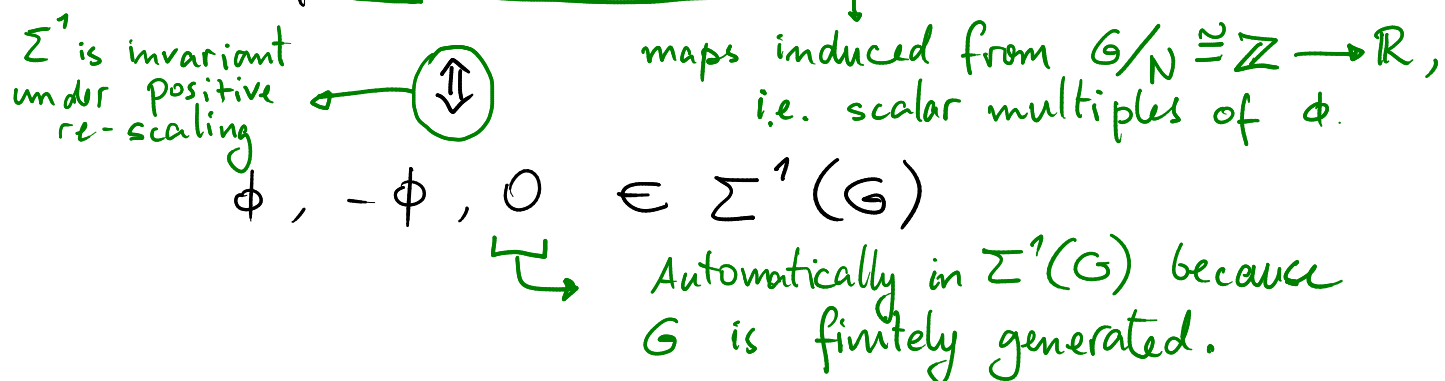 Σ¹ is invariant
under positive
re-scaling
⇕
maps induced from G/N ≅ ℤ → ℝ,
i.e. scalar multiples of ϕ.
ϕ, -ϕ, 0 ∈ Σ¹(G)
Automatically in Σ¹(G) because
G is finitely generated.